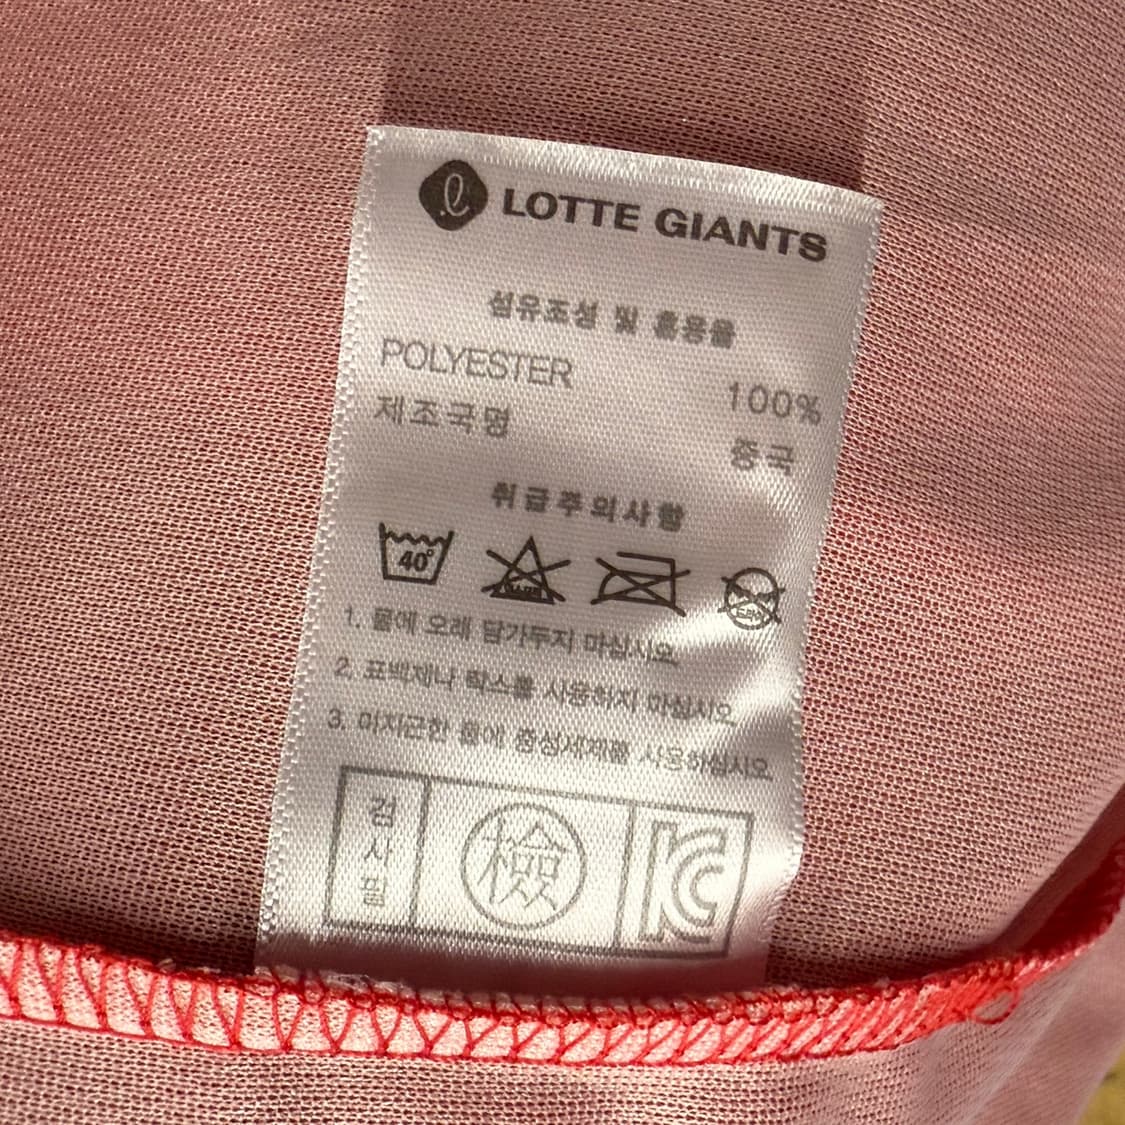 LOTTE GIANTS
섬유조성 및 혼용율
POLYESTER 100%
제조국명 중국
취급주의사항
40°
1. 물에 오래 담가두지 마십시오.
2. 표백제나 락스를 사용하지 마십시오.
3. 미지근한 물에 중성세제를 사용하십시오.
검사필
檢
KC